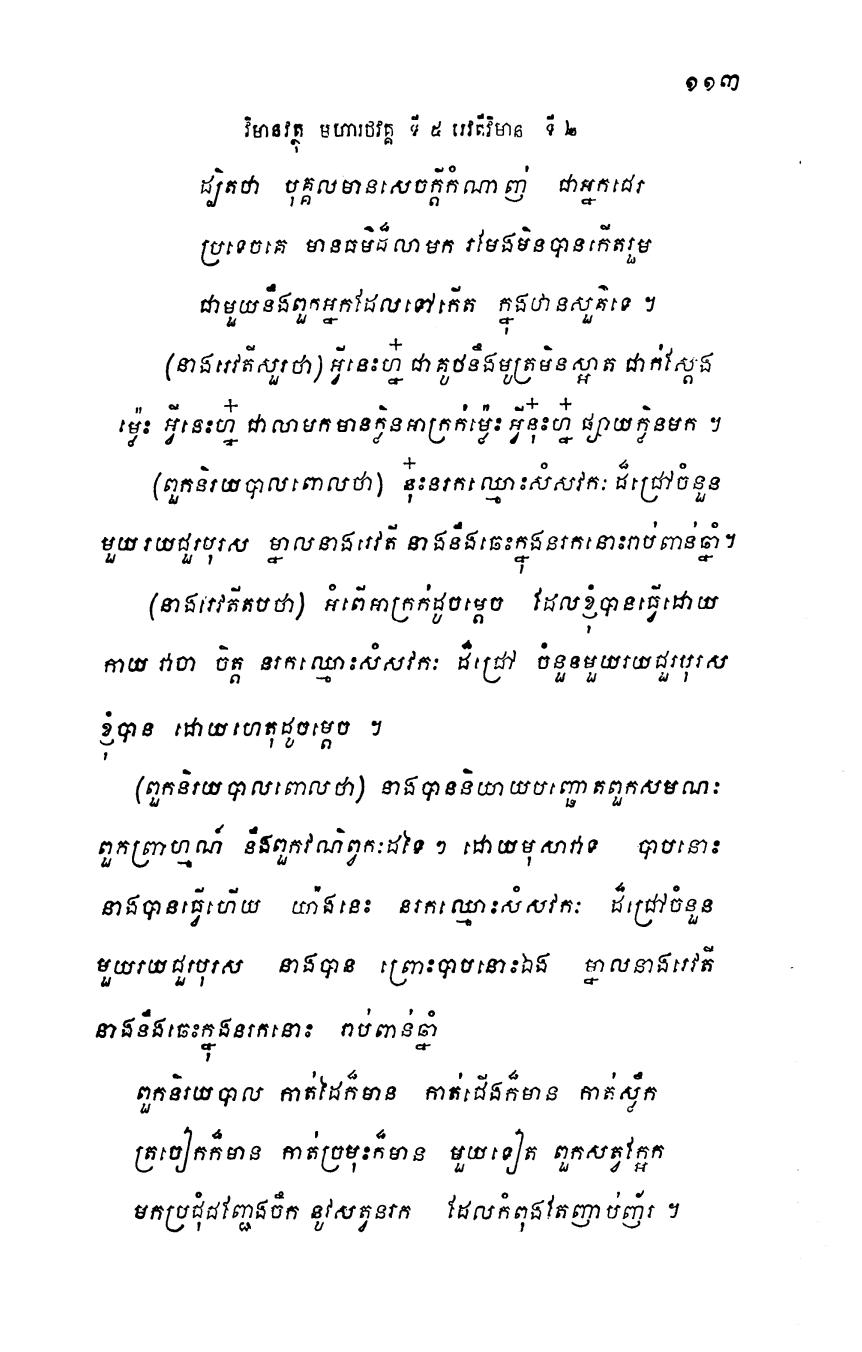 ១១៣
វិមានវត្ថុ មហារថវគ្គ ទី ៥ រេវតីវិមាន ទី ២
ដ្បិតថា បុគ្គលមានសេចក្តីកំណាញ់ ជាអ្នកជេរ
ប្រទេចគេ មានធម៌ដ៏លាមក រមែងមិនបានកើតរួម
ជាមួយនឹងពួកអ្នកដែលទៅកើត ក្នុងឋានសួគ៌ទេ ។
(នាងរេវតីសួរថា) អ្វីនេះហ្ន៎ ជាគូថនឹងមូត្រមិនស្អាត ជាក់ស្តែង
ម្ល៉េះ អ្វីនេះហ្ន៎ ជាលាមកមានក្លិនអាក្រក់ម្ល៉េះ អ្វីនុ៎ះហ្ន៎ ផ្សាយក្លិនមក ។
(ពួកនិរយបាលពោលថា) នុ៎ះនរកឈ្មោះសំសវកៈ ដ៏ជ្រៅចំនួន
មួយរយជួរបុរស ម្នាលនាងរេវតី នាងនឹងឆេះក្នុងនរកនោះរាប់ពាន់ឆ្នាំ។
(នាងរេវតីតបថា) អំពើអាក្រក់ដូចម្តេច ដែលខ្ញុំបានធ្វើដោយ
កាយ វាចា ចិត្ត នរកឈ្មោះសំសវកៈ ដ៏ជ្រៅ ចំនួនមួយរយជួរបុរស
ខ្ញុំបាន ដោយហេតុដូចម្តេច ។
(ពួកនិរយបាលពោលថា) នាងបាននិយាយបញ្ឆោតពួកសមណះ
ពួកព្រាហ្មណ៍ នឹងពួកវណិព្វកៈដទៃ ៗ ដោយមុសាវាទ បាបនោះ
នាងបានធ្វើហើយ យ៉ាងនេះ នរកឈ្មោះសំសវកៈ ដ៏ជ្រៅចំនួន
មួយរយជួរបុរស នាងបាន ព្រោះបាបនោះឯង ម្នាលនាងរេវតី
នាងនឹងឆេះក្នុងនរកនោះ រាប់ពាន់ឆ្នាំ
ពួកនិរយបាល កាត់ដៃក៏មាន កាត់ជើងក៏មាន កាត់ស្លឹក
ត្រចៀកក៏មាន កាត់ច្រមុះក៏មាន មួយទៀត ពួកសត្វក្អែក
មកប្រជុំដណ្តែងចឹក នូវសត្វនរក ដែលកំពុងតែញាប់ញ័រ ។